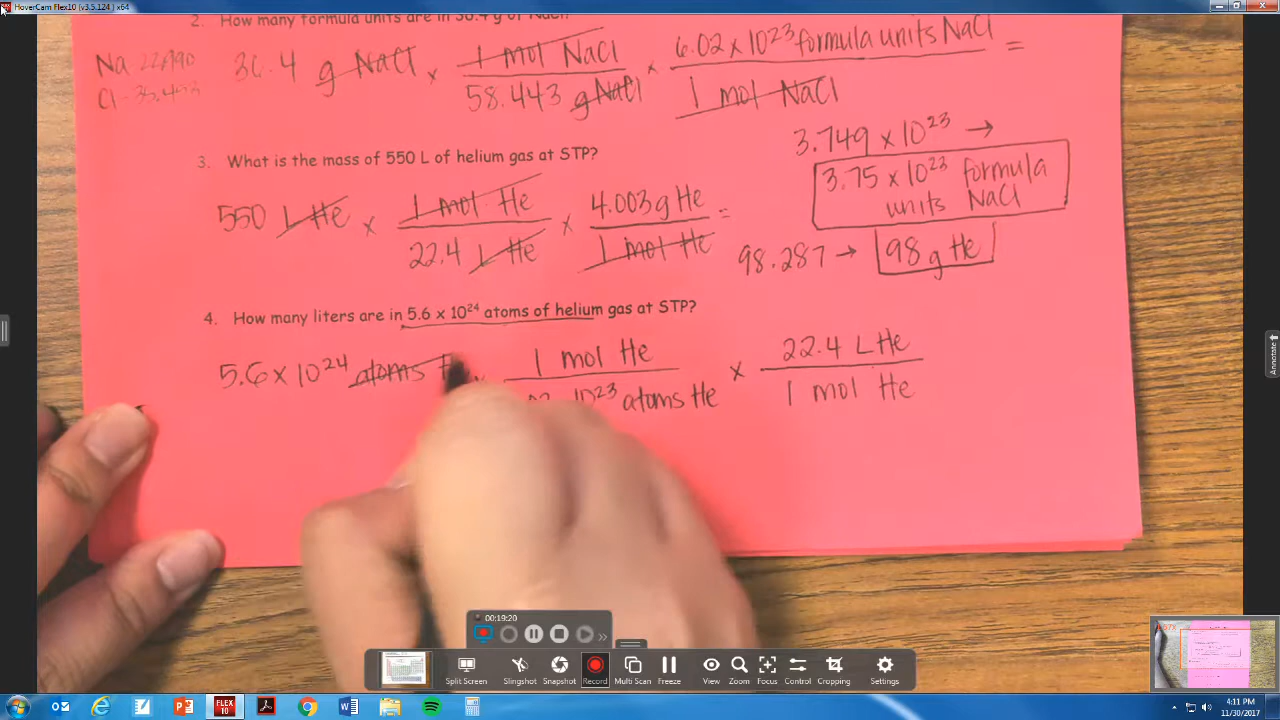 HoverCam Flex10 (v3.5.124 ) x64
2. How many formula units are in 36.4 g of NaCl?
Na 22.990
Cl - 35.453
36.4 g NaCl × 1 mol NaCl / 58.443 g NaCl × 6.02 x 10²³ formula units NaCl / 1 mol NaCl =
3.749 x 10²³ →
3.75 x 10²³ formula
units NaCl
3. What is the mass of 550 L of helium gas at STP?
550 L He × 1 mol He / 22.4 L He × 4.003 g He / 1 mol He =
98.287 → 98 g He
4. How many liters are in 5.6 x 10²⁴ atoms of helium gas at STP?
5.6 x 10²⁴ atoms × 1 mol He / 10²³ atoms He × 22.4 L He / 1 mol He
00:19:20
Split Screen Slingshot Snapshot Record Multi Scan Freeze View Zoom Focus Control Cropping Settings
4:11 PM
11/30/2017